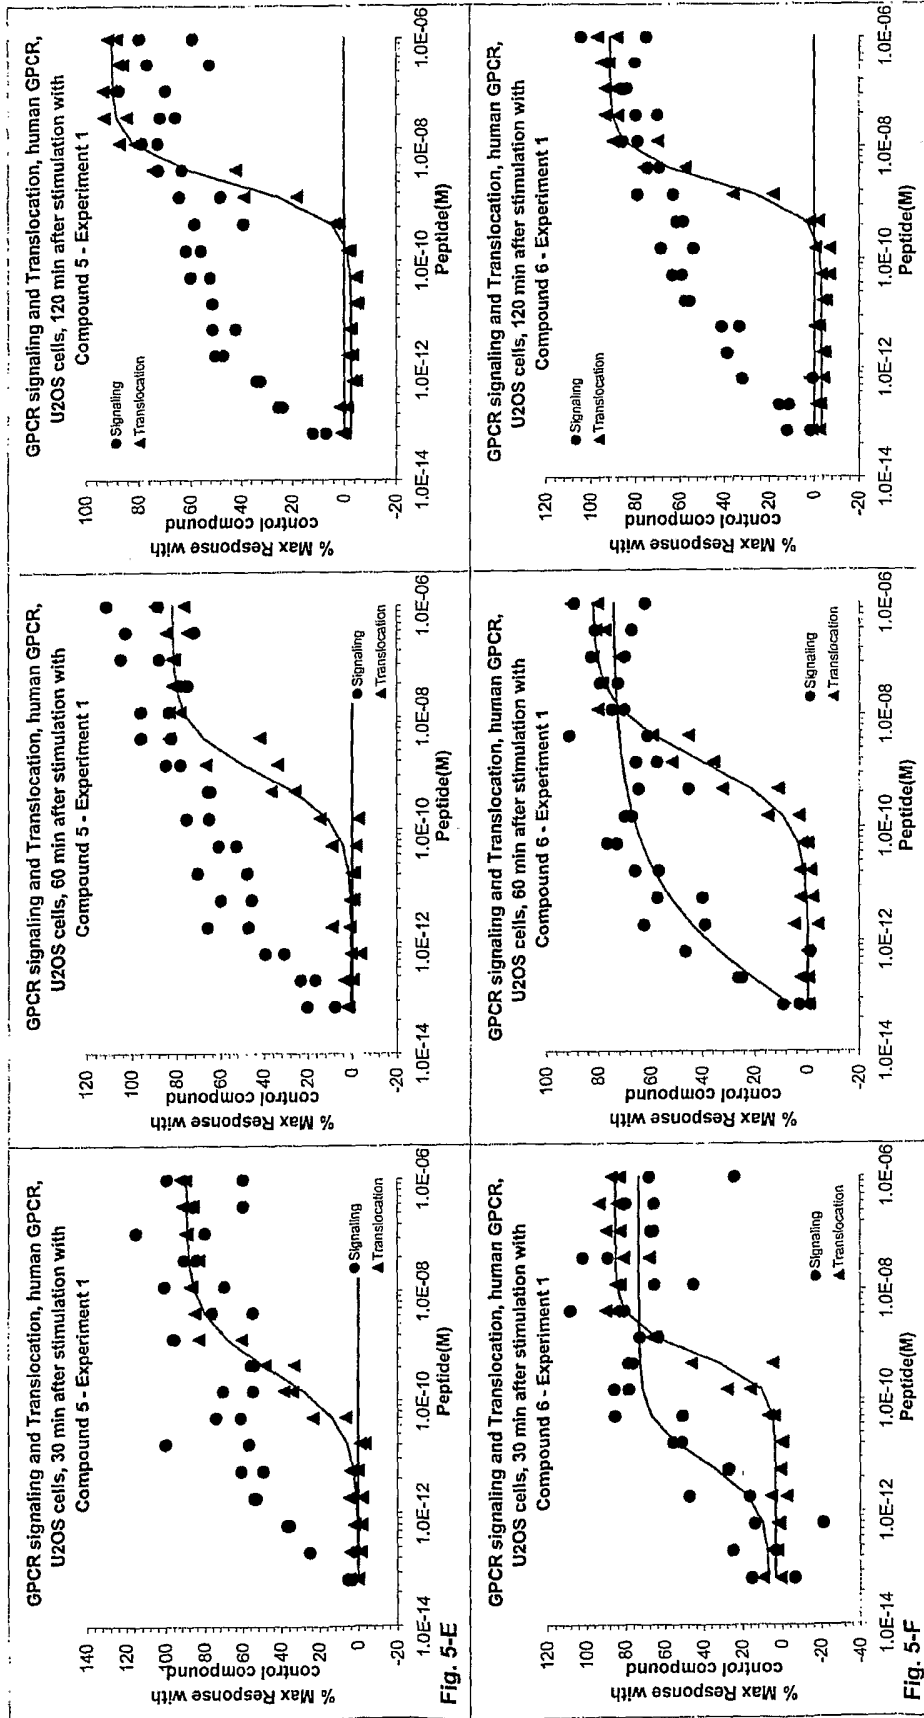 GPCR signaling and Translocation, human GPCR,
U2OS cells, 30 min after stimulation with
Compound 5 - Experiment 1
% Max Response with
control compound
140
120
100
80
60
40
20
0
-20
1.0E-14
1.0E-12
1.0E-10
1.0E-08
1.0E-06
Peptide(M)
Signaling
Translocation
Fig. 5-E
GPCR signaling and Translocation, human GPCR,
U2OS cells, 60 min after stimulation with
Compound 5 - Experiment 1
% Max Response with
control compound
120
100
80
60
40
20
0
-20
1.0E-14
1.0E-12
1.0E-10
1.0E-08
1.0E-06
Peptide(M)
Signaling
Translocation
GPCR signaling and Translocation, human GPCR,
U2OS cells, 120 min after stimulation with
Compound 5 - Experiment 1
Signaling
Translocation
% Max Response with
control compound
100
80
60
40
20
0
-20
1.0E-14
1.0E-12
1.0E-10
1.0E-08
1.0E-06
Peptide(M)
GPCR signaling and Translocation, human GPCR,
U2OS cells, 30 min after stimulation with
Compound 6 - Experiment 1
% Max Response with
control compound
120
100
80
60
40
20
0
-20
-40
1.0E-14
1.0E-12
1.0E-10
1.0E-08
1.0E-06
Peptide(M)
Signaling
Translocation
Fig. 5-F
GPCR signaling and Translocation, human GPCR,
U2OS cells, 60 min after stimulation with
Compound 6 - Experiment 1
% Max Response with
control compound
100
80
60
40
20
0
-20
1.0E-14
1.0E-12
1.0E-10
1.0E-08
1.0E-06
Peptide(M)
Signaling
Translocation
GPCR signaling and Translocation, human GPCR,
U2OS cells, 120 min after stimulation with
Compound 6 - Experiment 1
Signaling
Translocation
% Max Response with
control compound
120
100
80
60
40
20
0
-20
1.0E-14
1.0E-12
1.0E-10
1.0E-08
1.0E-06
Peptide(M)